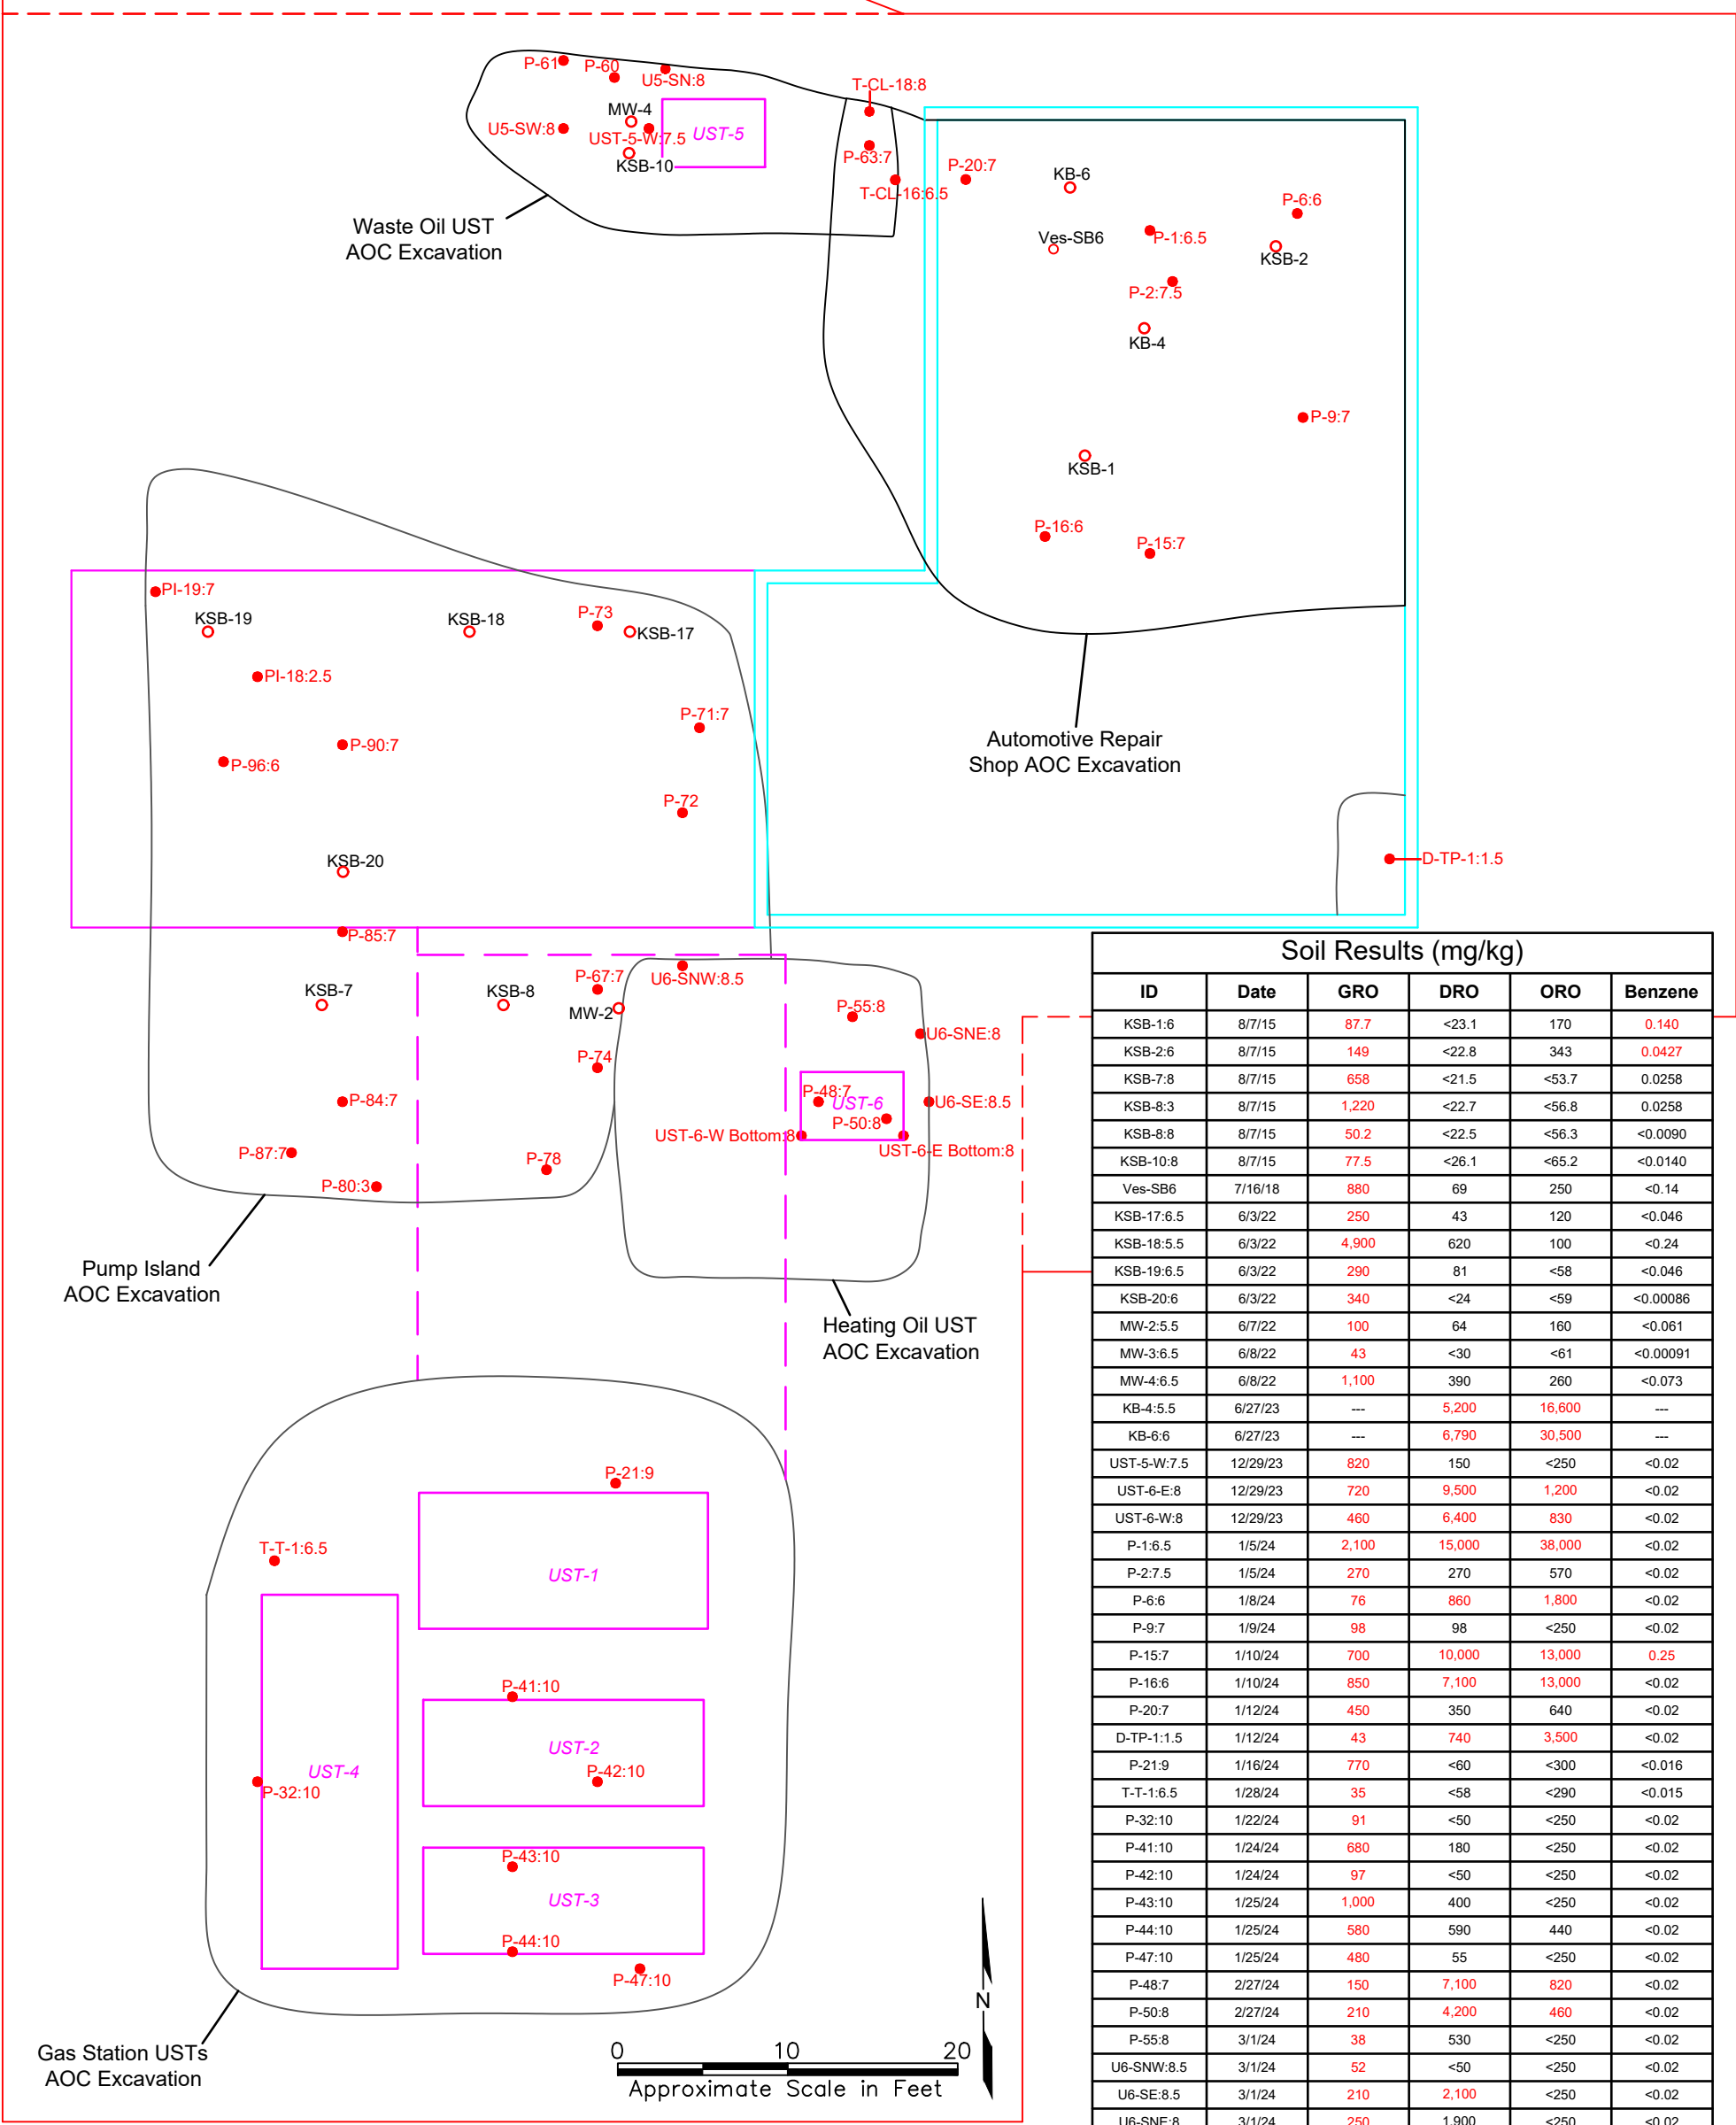 P-61
P-60
U5-SN:8
T-CL-18:8
MW-4
U5-SW:8
UST-5-W:7.5
UST-5
KSB-10
P-63:7
T-CL-16:6.5
P-20:7
KB-6
P-6:6
Waste Oil UST
AOC Excavation
Ves-SB6
P-1:6.5
KSB-2
P-2:7.5
KB-4
P-9:7
KSB-1
P-16:6
P-15:7
PI-19:7
KSB-19
KSB-18
P-73
KSB-17
PI-18:2.5
P-71:7
P-90:7
P-96:6
Automotive Repair
Shop AOC Excavation
P-72
KSB-20
D-TP-1:1.5
P-85:7
P-67:7
U6-SNW:8.5
KSB-7
KSB-8
MW-2
P-55:8
U6-SNE:8
P-74
P-84:7
P-48:7
UST-6
U6-SE:8.5
P-50:8
UST-6-W Bottom:8
UST-6-E Bottom:8
P-87:7
P-78
P-80:3
Pump Island
AOC Excavation
Heating Oil UST
AOC Excavation
P-21:9
T-T-1:6.5
UST-1
P-41:10
UST-2
UST-4
P-42:10
P-32:10
P-43:10
UST-3
P-44:10
P-47:10
Gas Station USTs
AOC Excavation
0 10 20
Approximate Scale in Feet
N
Soil Results (mg/kg)
ID Date GRO DRO ORO Benzene
KSB-1:6 8/7/15 87.7 <23.1 170 0.140
KSB-2:6 8/7/15 149 <22.8 343 0.0427
KSB-7:8 8/7/15 658 <21.5 <53.7 0.0258
KSB-8:3 8/7/15 1,220 <22.7 <56.8 0.0258
KSB-8:8 8/7/15 50.2 <22.5 <56.3 <0.0090
KSB-10:8 8/7/15 77.5 <26.1 <65.2 <0.0140
Ves-SB6 7/16/18 880 69 250 <0.14
KSB-17:6.5 6/3/22 250 43 120 <0.046
KSB-18:5.5 6/3/22 4,900 620 100 <0.24
KSB-19:6.5 6/3/22 290 81 <58 <0.046
KSB-20:6 6/3/22 340 <24 <59 <0.00086
MW-2:5.5 6/7/22 100 64 160 <0.061
MW-3:6.5 6/8/22 43 <30 <61 <0.00091
MW-4:6.5 6/8/22 1,100 390 260 <0.073
KB-4:5.5 6/27/23 --- 5,200 16,600 ---
KB-6:6 6/27/23 --- 6,790 30,500 ---
UST-5-W:7.5 12/29/23 820 150 <250 <0.02
UST-6-E:8 12/29/23 720 9,500 1,200 <0.02
UST-6-W:8 12/29/23 460 6,400 830 <0.02
P-1:6.5 1/5/24 2,100 15,000 38,000 <0.02
P-2:7.5 1/5/24 270 270 570 <0.02
P-6:6 1/8/24 76 860 1,800 <0.02
P-9:7 1/9/24 98 98 <250 <0.02
P-15:7 1/10/24 700 10,000 13,000 0.25
P-16:6 1/10/24 850 7,100 13,000 <0.02
P-20:7 1/12/24 450 350 640 <0.02
D-TP-1:1.5 1/12/24 43 740 3,500 <0.02
P-21:9 1/16/24 770 <60 <300 <0.016
T-T-1:6.5 1/28/24 35 <58 <290 <0.015
P-32:10 1/22/24 91 <50 <250 <0.02
P-41:10 1/24/24 680 180 <250 <0.02
P-42:10 1/24/24 97 <50 <250 <0.02
P-43:10 1/25/24 1,000 400 <250 <0.02
P-44:10 1/25/24 580 590 440 <0.02
P-47:10 1/25/24 480 55 <250 <0.02
P-48:7 2/27/24 150 7,100 820 <0.02
P-50:8 2/27/24 210 4,200 460 <0.02
P-55:8 3/1/24 38 530 <250 <0.02
U6-SNW:8.5 3/1/24 52 <50 <250 <0.02
U6-SE:8.5 3/1/24 210 2,100 <250 <0.02
U6-SNE:8 3/1/24 250 1,900 <250 <0.02